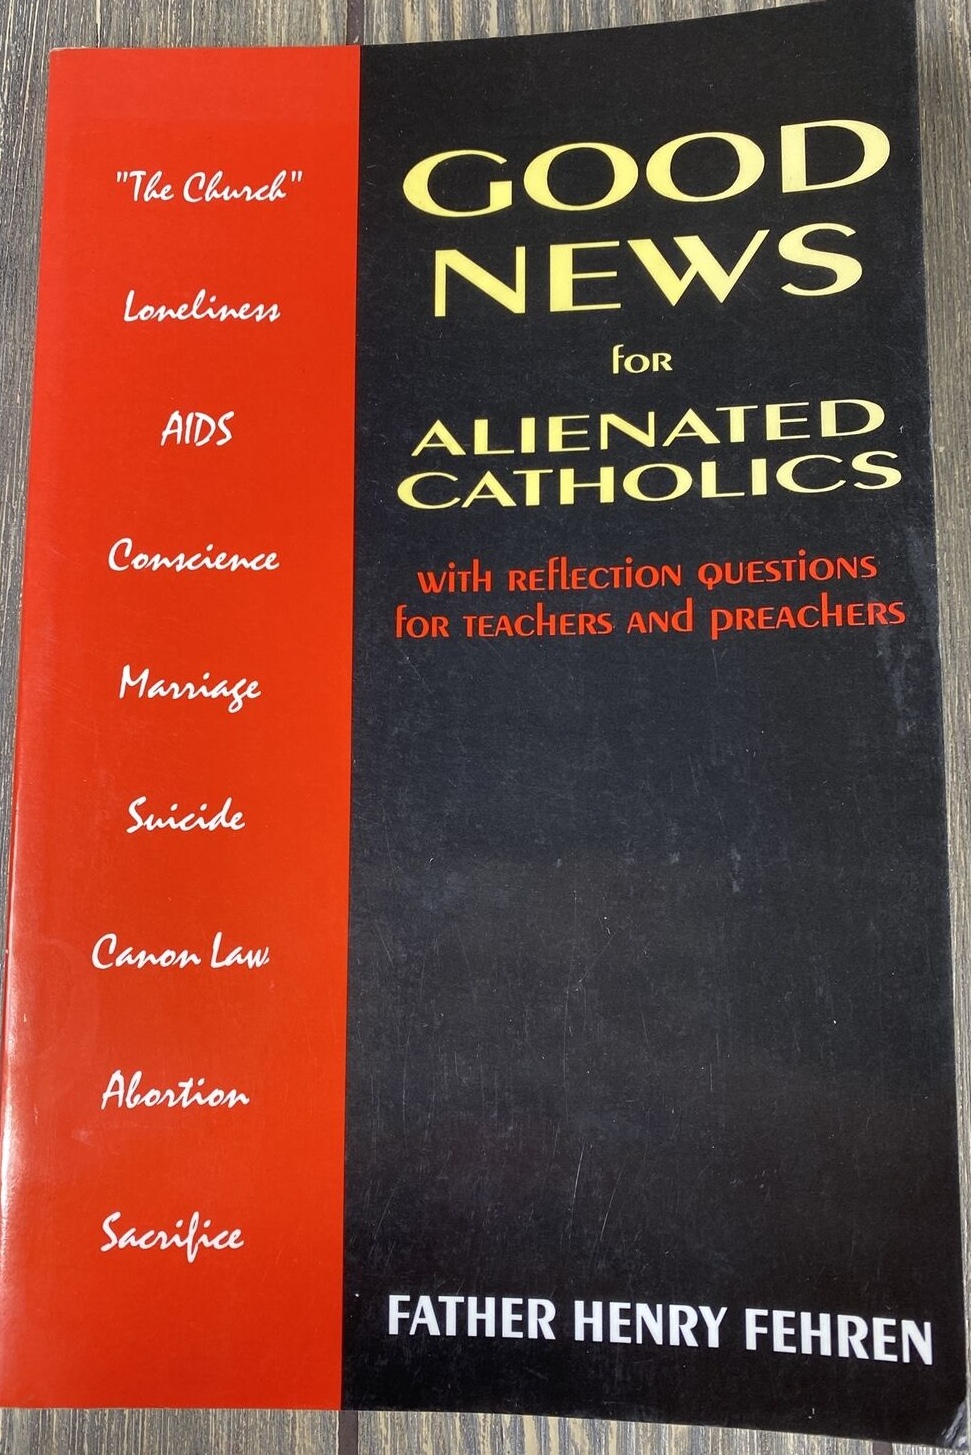 "The Church"
Loneliness
AIDS
Conscience
Marriage
Suicide
Canon Law
Abortion
Sacrifice
GOOD
NEWS
for
ALIENATED
CATHOLICS
with reflection questions
for teachers and preachers
FATHER HENRY FEHREN